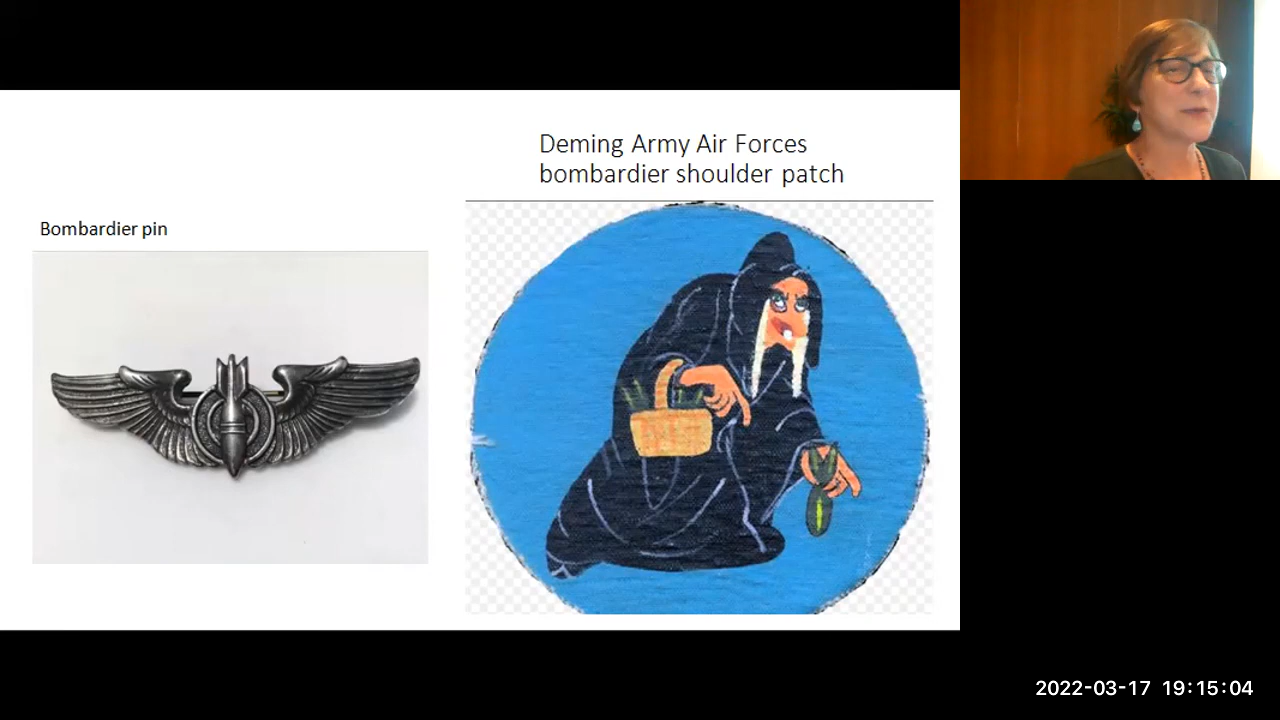 Deming Army Air Forces
bombardier shoulder patch
Bombardier pin
2022-03-17 19:15:04